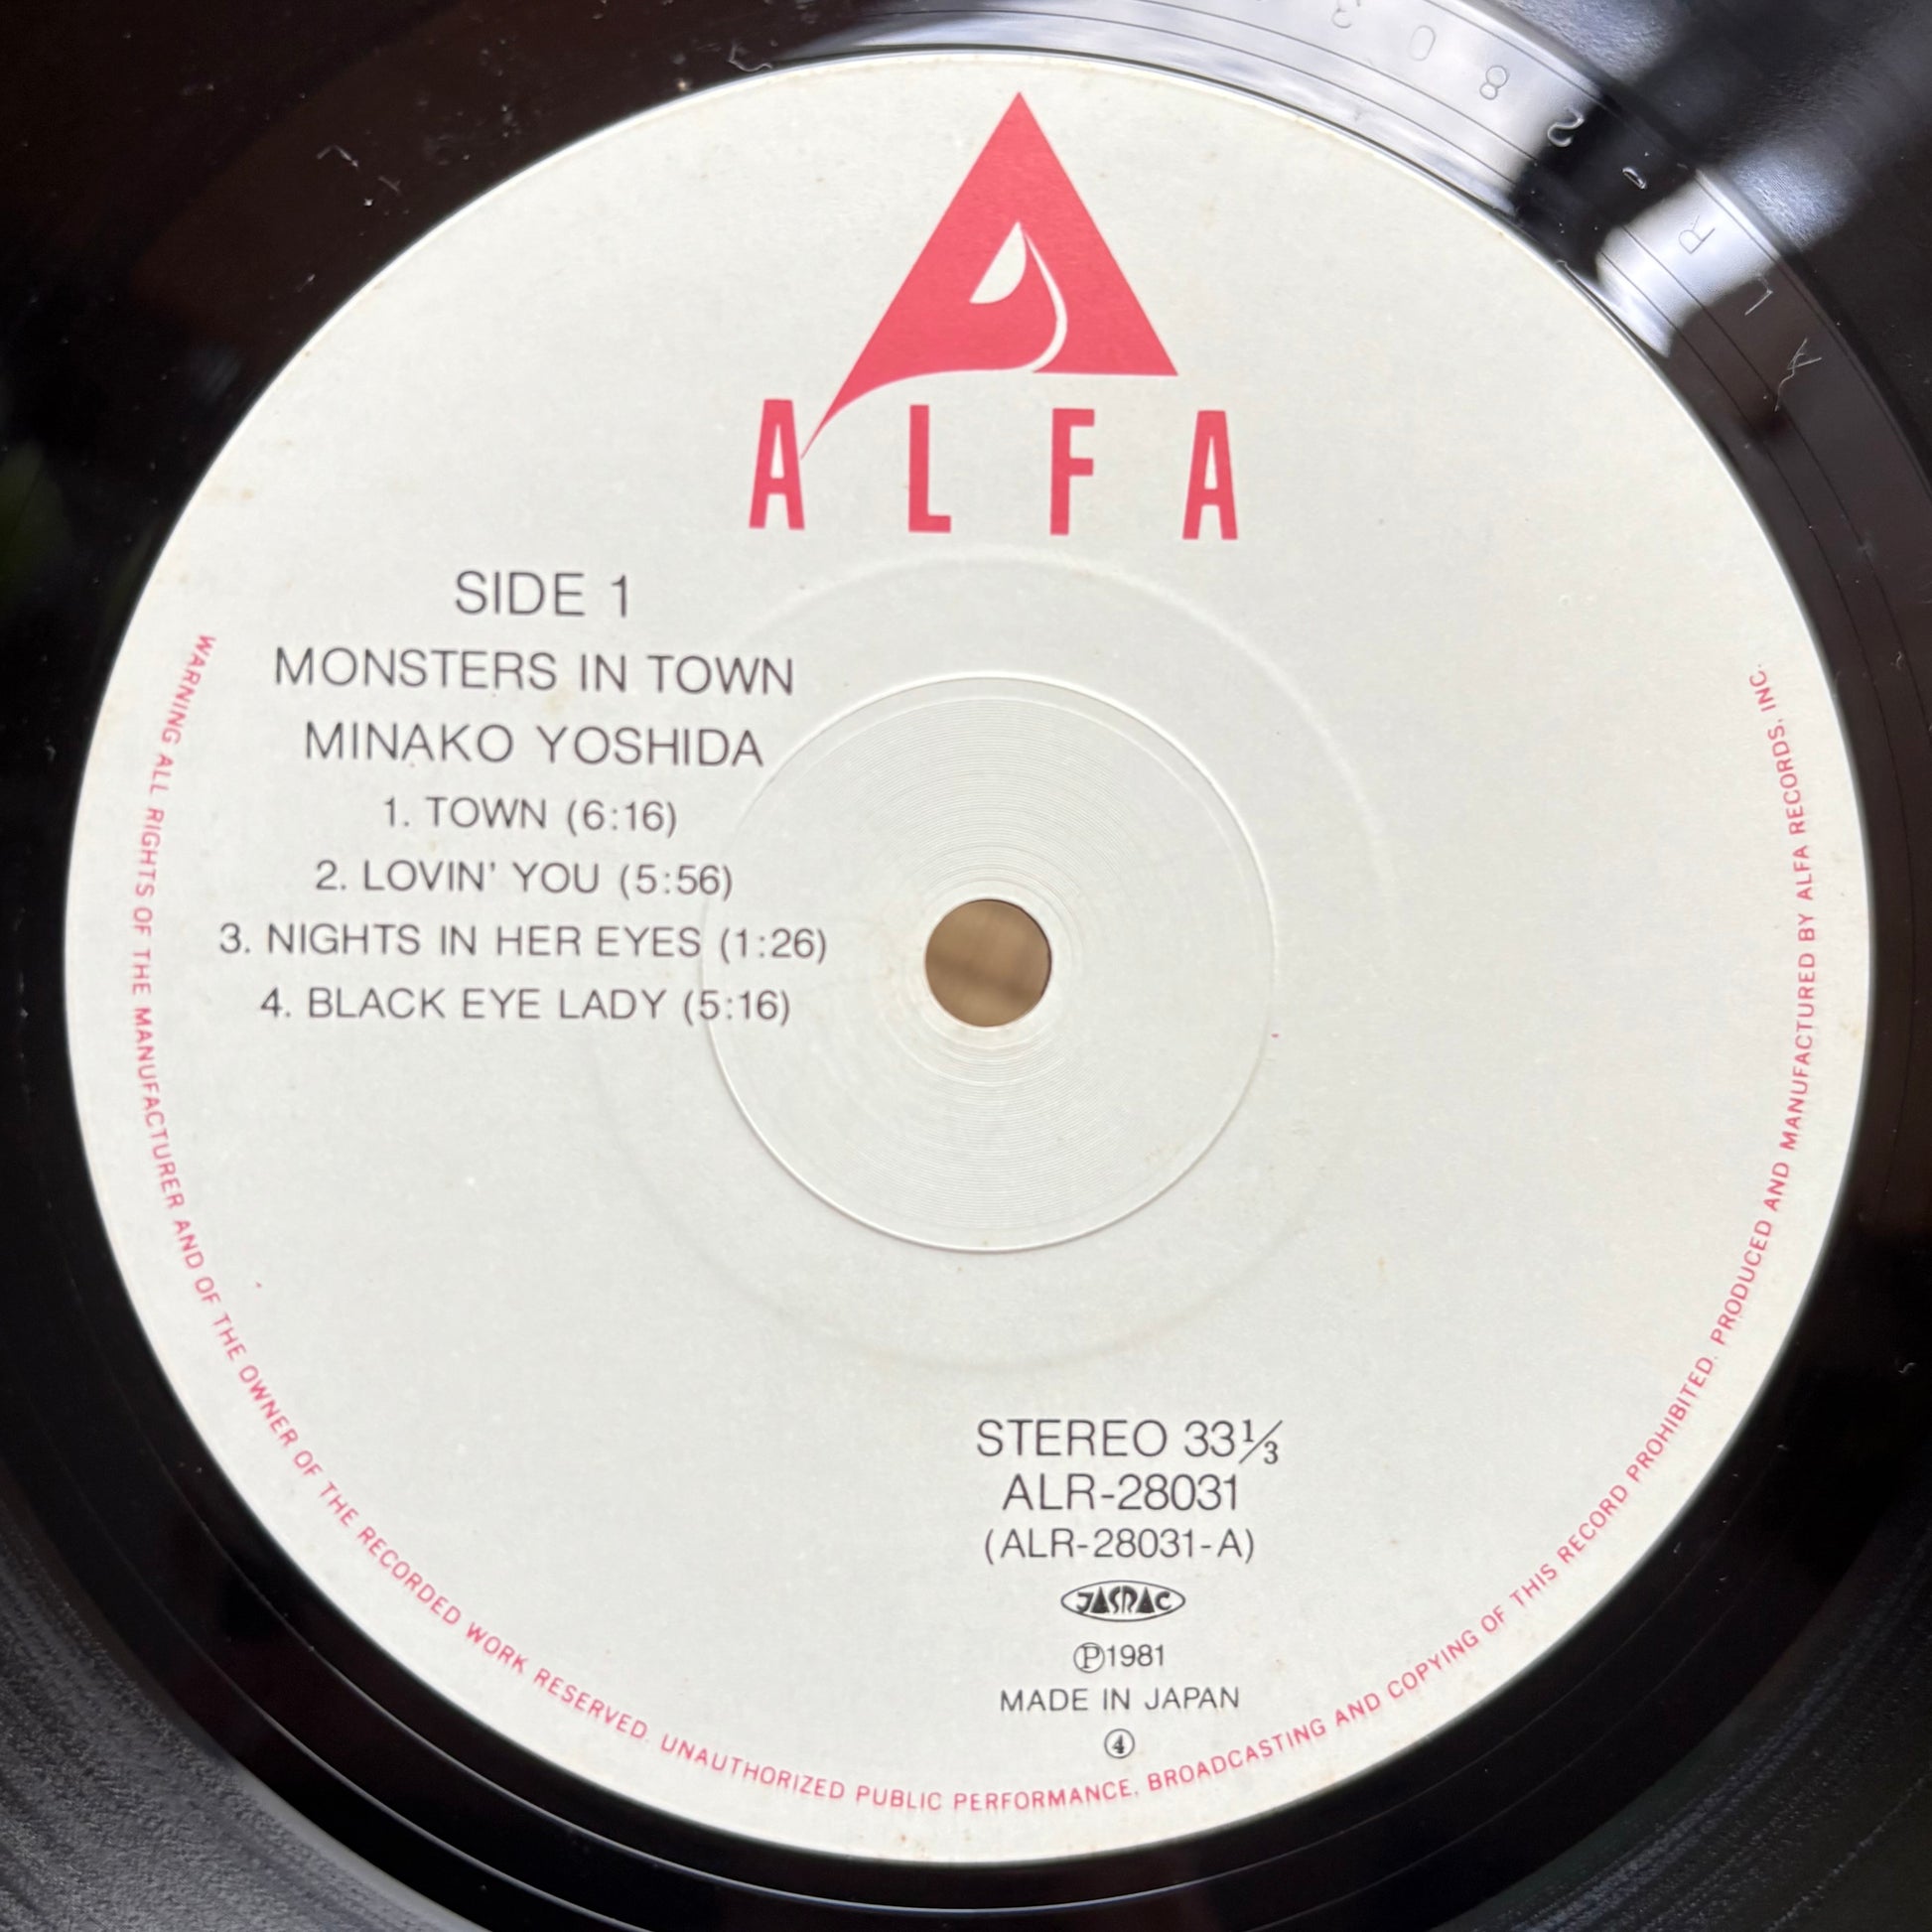 ALFA
SIDE 1
MONSTERS IN TOWN
MINAKO YOSHIDA
1. TOWN (6:16)
2. LOVIN' YOU (5:56)
3. NIGHTS IN HER EYES (1:26)
4. BLACK EYE LADY (5:16)
STEREO 33⅓
ALR-28031
(ALR-28031-A)
JASRAC
℗1981
MADE IN JAPAN
④
WARNING ALL RIGHTS OF THE MANUFACTURER AND OF THE OWNER OF THE RECORDED WORK RESERVED. UNAUTHORIZED PUBLIC PERFORMANCE, BROADCASTING AND COPYING OF THIS RECORD PROHIBITED. PRODUCED AND MANUFACTURED BY ALFA RECORDS, INC.